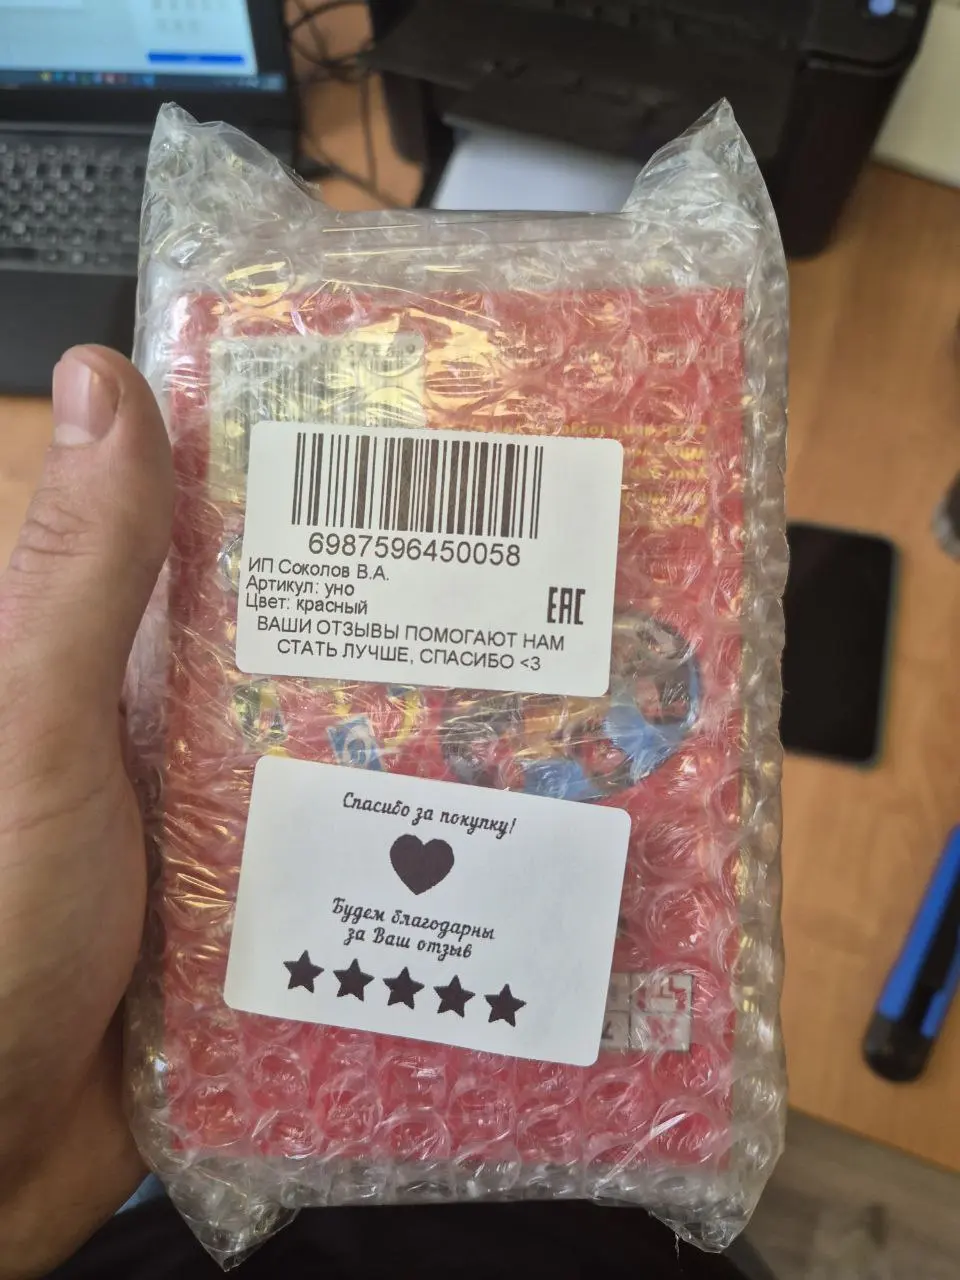 6987596450058
ИП Соколов В.А.
Артикул: уно
Цвет: красный
EAC
ВАШИ ОТЗЫВЫ ПОМОГАЮТ НАМ
СТАТЬ ЛУЧШЕ, СПАСИБО <3
Спасибо за покупку!
Будем благодарны
за Ваш отзыв